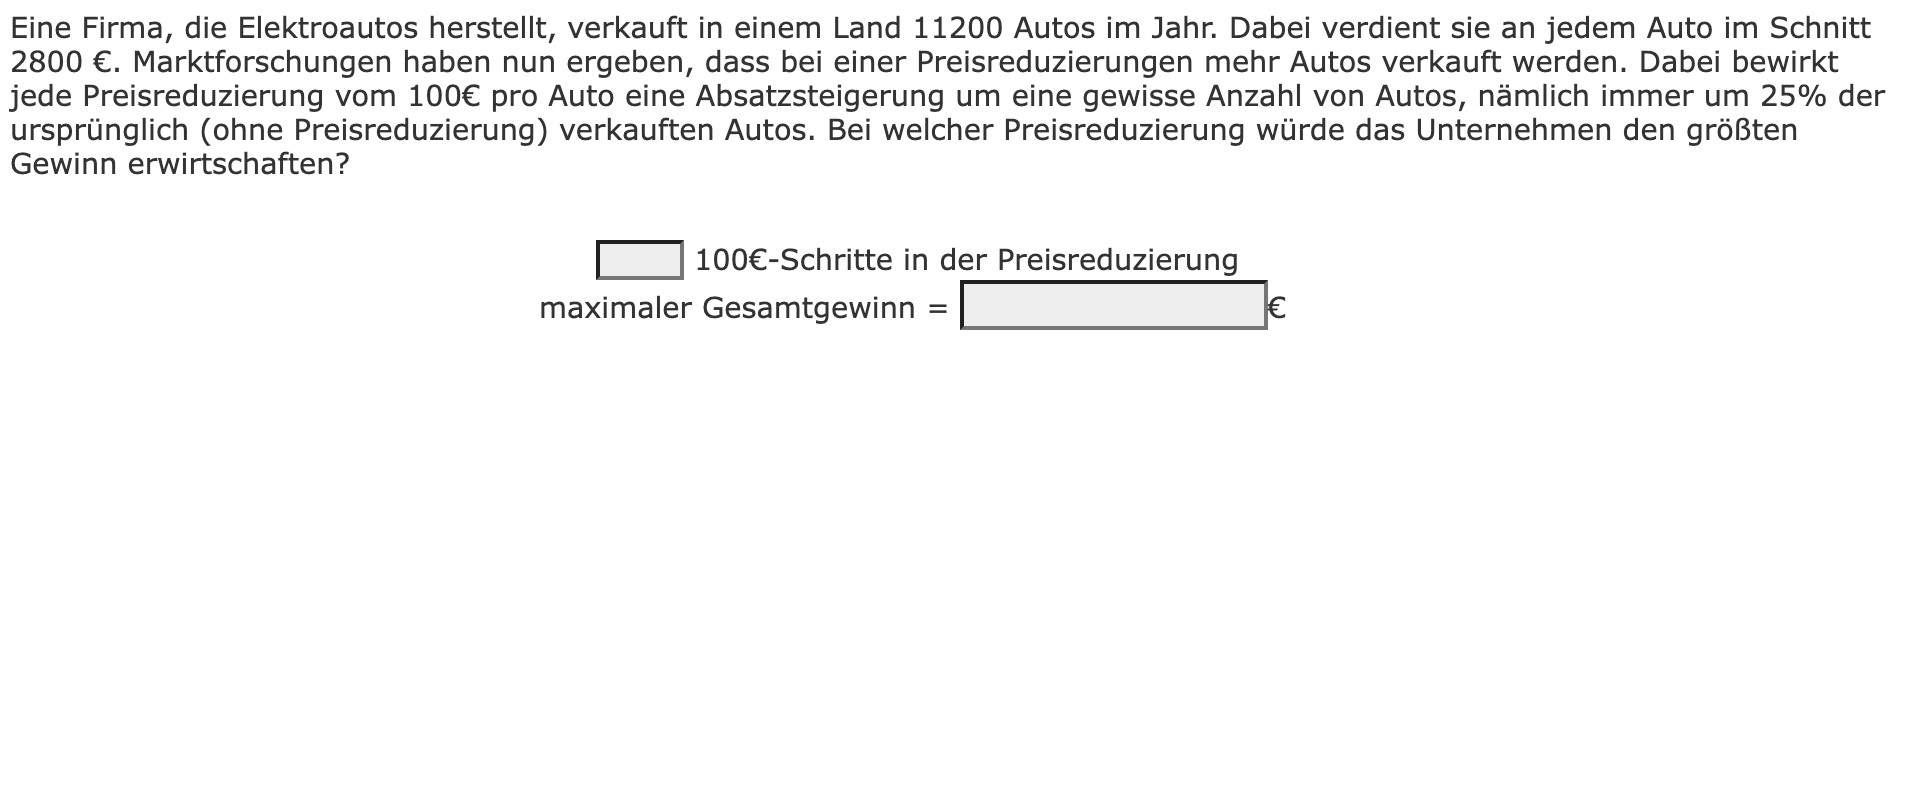 Eine Firma, die Elektroautos herstellt, verkauft in einem Land 11200 Autos im Jahr. Dabei verdient sie an jedem Auto im Schnitt
2800 €. Marktforschungen haben nun ergeben, dass bei einer Preisreduzierungen mehr Autos verkauft werden. Dabei bewirkt
jede Preisreduzierung vom 100€ pro Auto eine Absatzsteigerung um eine gewisse Anzahl von Autos, nämlich immer um 25% der
ursprünglich (ohne Preisreduzierung) verkauften Autos. Bei welcher Preisreduzierung würde das Unternehmen den größten
Gewinn erwirtschaften?
100€-Schritte in der Preisreduzierung
maximaler Gesamtgewinn = €